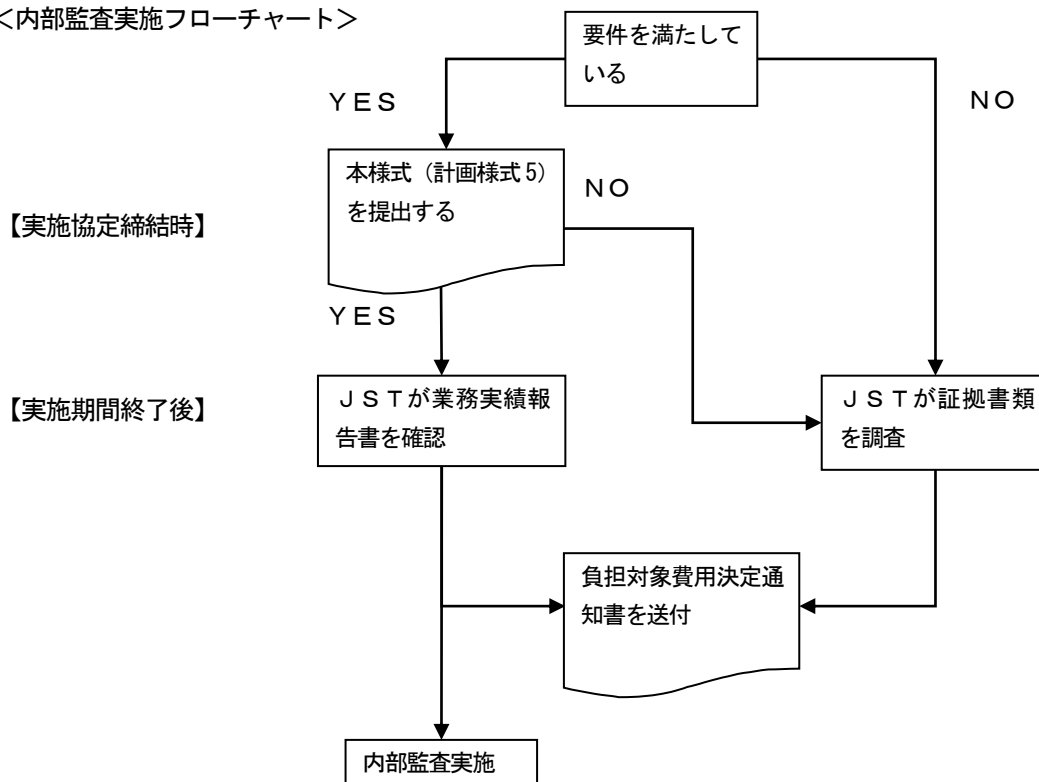 ＜内部監査実施フローチャート＞
要件を満たして
いる
ＹＥＳ
ＮＯ
本様式（計画様式5）
を提出する
ＮＯ
【実施協定締結時】
ＹＥＳ
【実施期間終了後】
ＪＳＴが業務実績報
告書を確認
ＪＳＴが証拠書類
を調査
負担対象費用決定通
知書を送付
内部監査実施